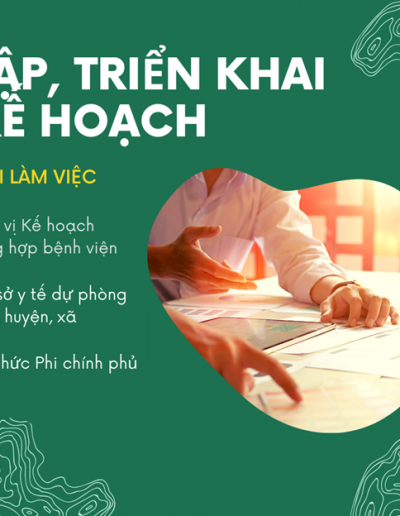 ẬP, TRIỂN KHAI
Ế HOẠCH
I LÀM VIỆC
vị Kế hoạch
g hợp bệnh viện
sở y tế dự phòng
huyện, xã
hức Phi chính phủ